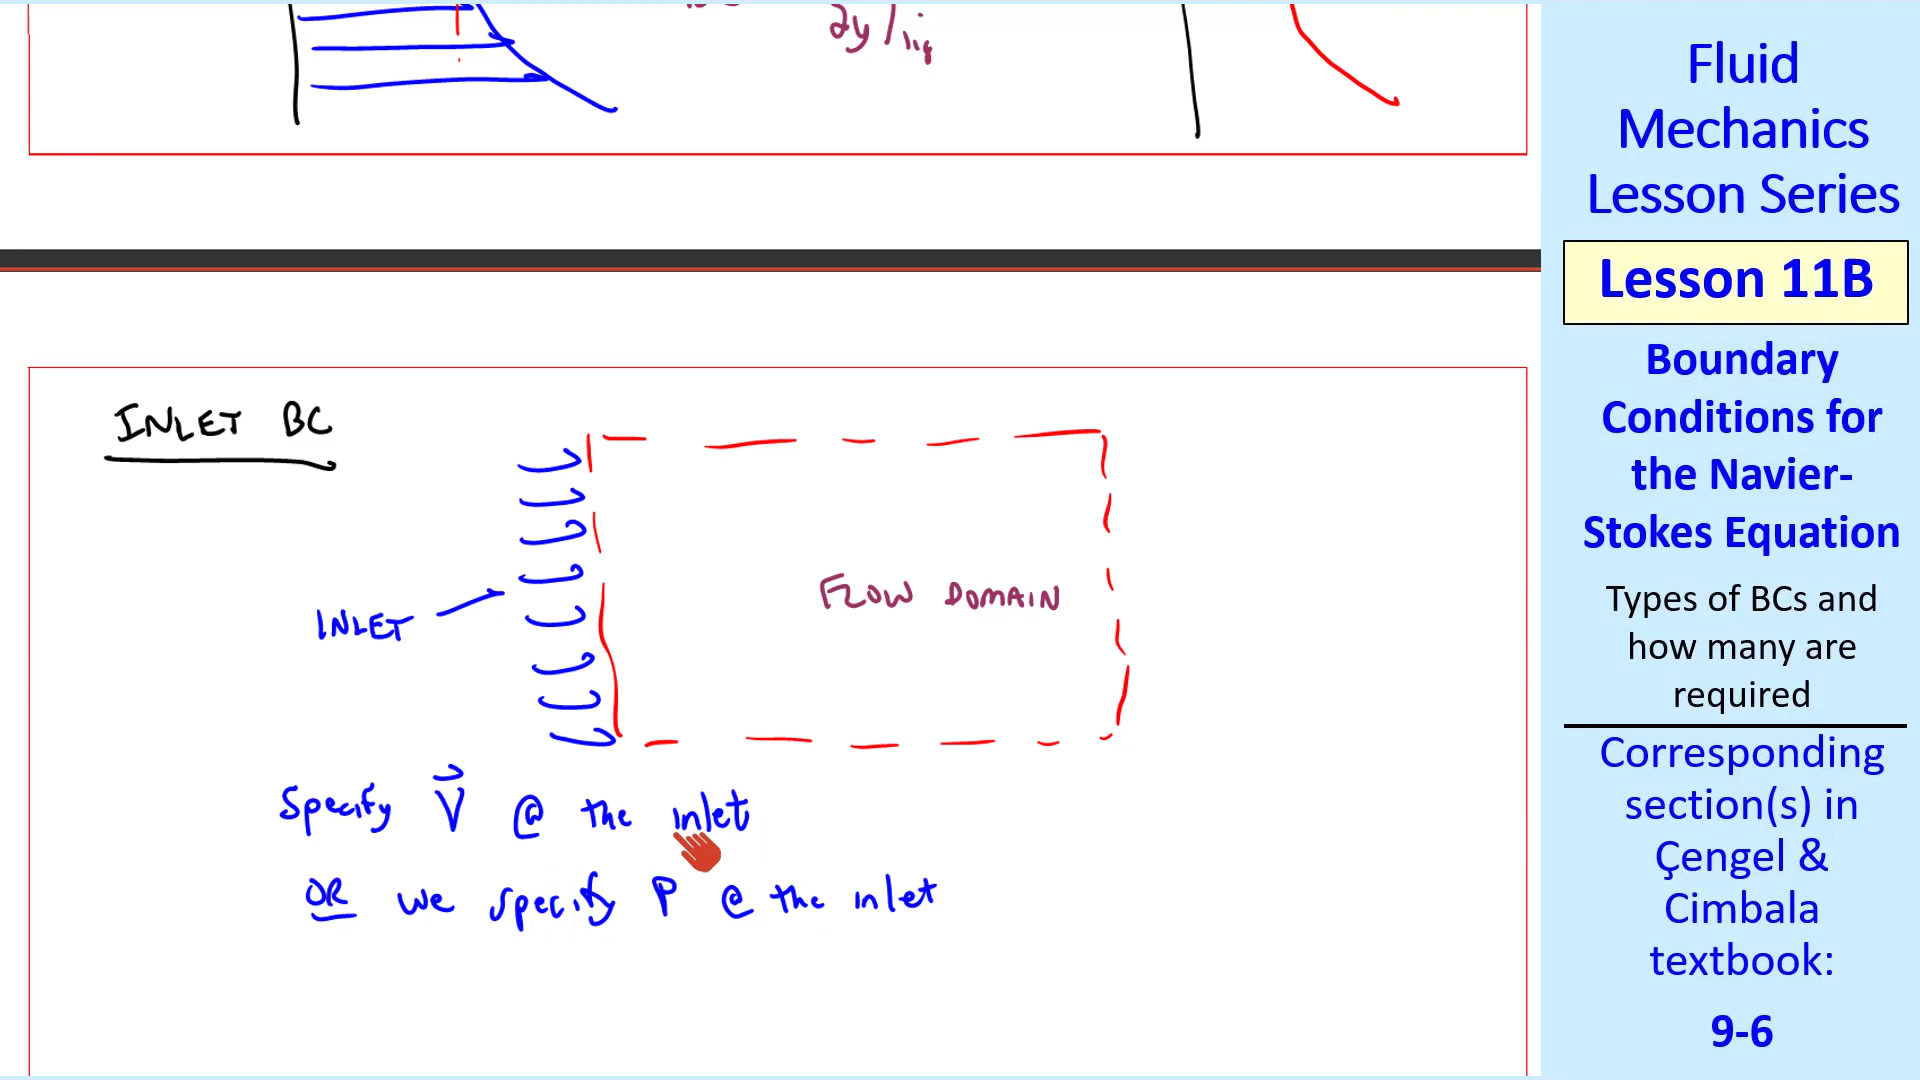 ∂y
liq
INLET BC
FLOW DOMAIN
INLET
Specify V⃗ @ the inlet
OR we specify P @ the inlet
Fluid
Mechanics
Lesson Series
Lesson 11B
Boundary
Conditions for
the Navier-
Stokes Equation
Types of BCs and
how many are
required
Corresponding
section(s) in
Çengel &
Cimbala
textbook:
9-6